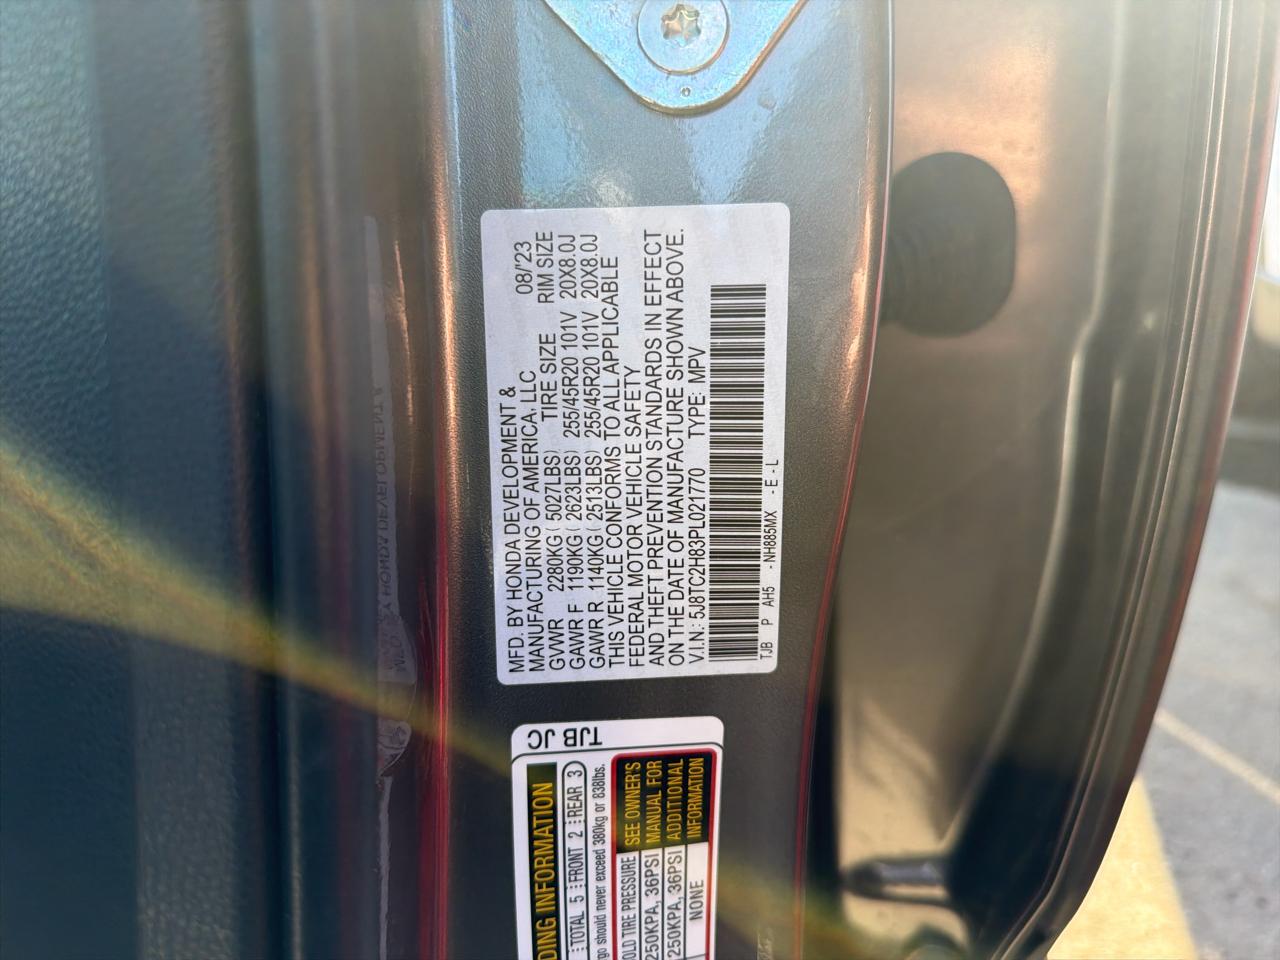 MFD. BY HONDA DEVELOPMENT &
MANUFACTURING OF AMERICA, LLC 08/'23
GVWR 2280KG ( 5027LBS) TIRE SIZE RIM SIZE
GAWR F 1190KG ( 2623LBS) 255/45R20 101V 20X8.0J
GAWR R 1140KG ( 2513LBS) 255/45R20 101V 20X8.0J
THIS VEHICLE CONFORMS TO ALL APPLICABLE
FEDERAL MOTOR VEHICLE SAFETY
AND THEFT PREVENTION STANDARDS IN EFFECT
ON THE DATE OF MANUFACTURE SHOWN ABOVE.
V.I.N.: 5J8TC2H83PL021770 TYPE: MPV
TJB P AH5 - NH885MX - E - L
TJB JC
INFORMATION
TOTAL 5 FRONT 2 REAR 3
should never exceed 380kg or 838lbs.
TIRE PRESSURE
250KPA, 36PSI
250KPA, 36PSI
NONE
SEE OWNER'S
MANUAL FOR
ADDITIONAL
INFORMATION